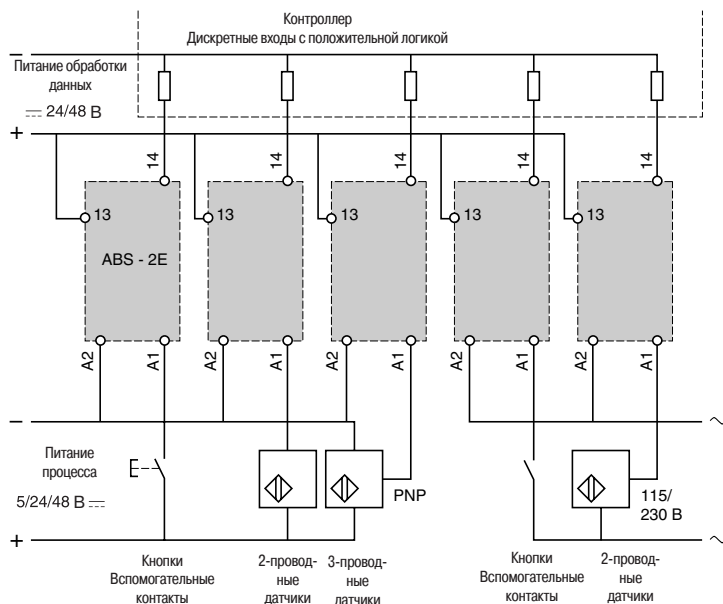 Контроллер
Дискретные входы с положительной логикой
−
Питание обработки
данных
24/48 В
+
14 14 14 14 14
13 13 13 13 13
ABS - 2E
A2 A1 A2 A1 A2 A1 A2 A1 A2 A1
− ~
Питание
процесса
5/24/48 В
PNP
115/
230 В
+ ~
Кнопки
Вспомогательные
контакты
2-провод-
ные
датчики
3-провод-
ные
датчики
Кнопки
Вспомогательные
контакты
2-провод-
ные
датчики